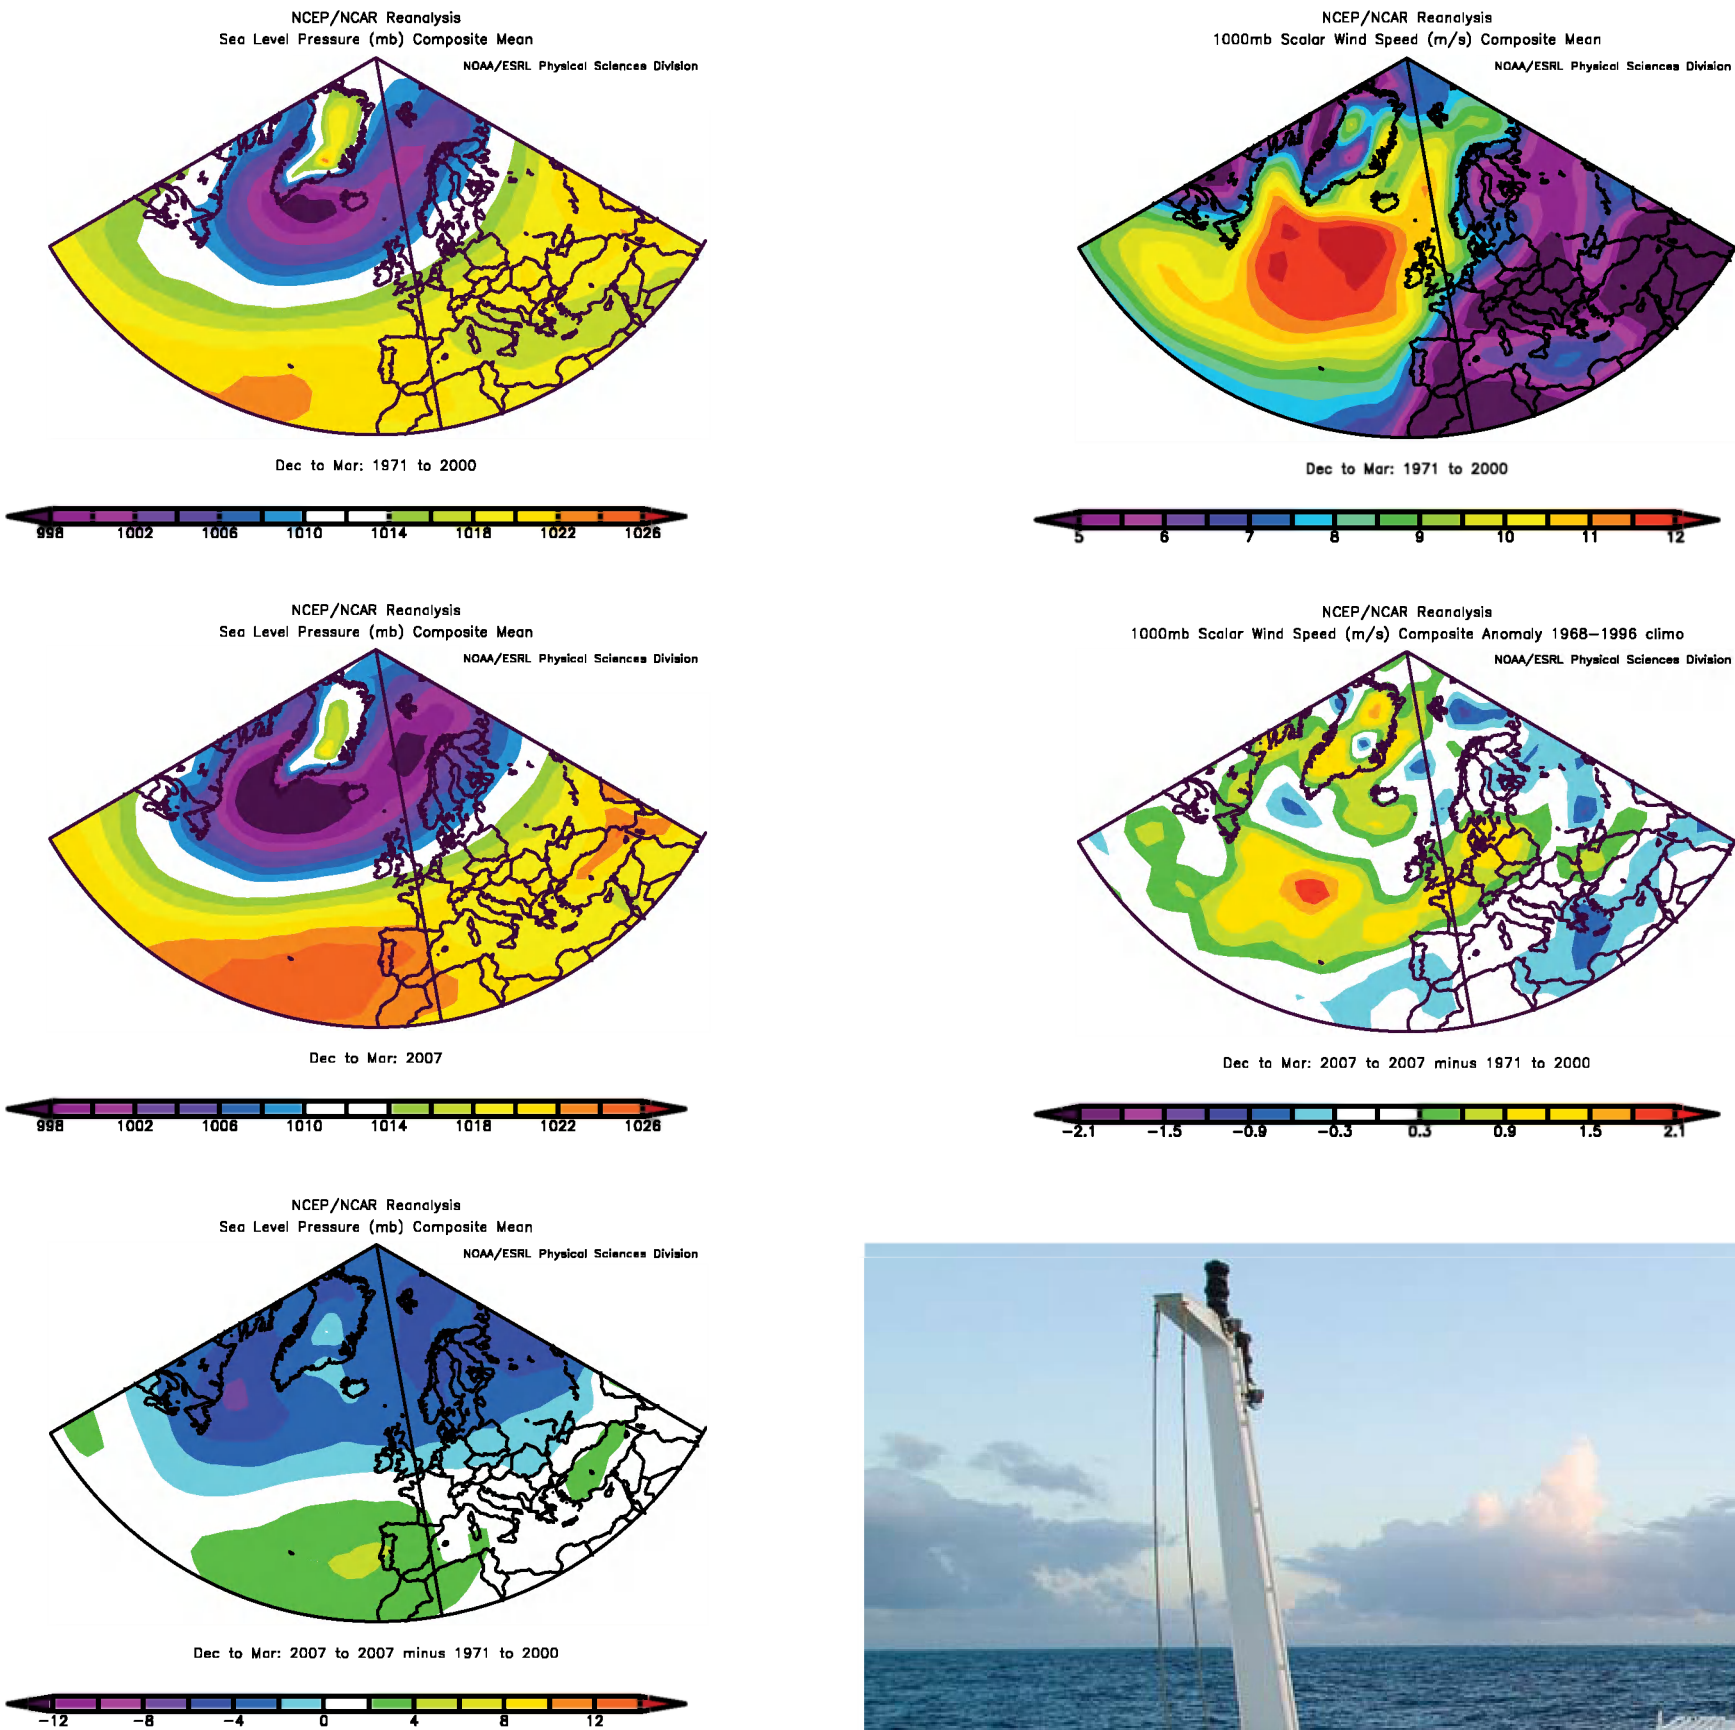 NCEP/NCAR Reanalysis
Sea Level Pressure (mb) Composite Mean
NOAA/ESRL Physical Sciences Division
Dec to Mar: 1971 to 2000
998 1002 1006 1010 1014 1018 1022 1026
NCEP/NCAR Reanalysis
1000mb Scalar Wind Speed (m/s) Composite Mean
NOAA/ESRL Physical Sciences Division
Dec to Mar: 1971 to 2000
5 6 7 8 9 10 11 12
NCEP/NCAR Reanalysis
Sea Level Pressure (mb) Composite Mean
NOAA/ESRL Physical Sciences Division
Dec to Mar: 2007
998 1002 1006 1010 1014 1018 1022 1026
NCEP/NCAR Reanalysis
1000mb Scalar Wind Speed (m/s) Composite Anomaly 1968-1996 climo
NOAA/ESRL Physical Sciences Division
Dec to Mar: 2007 to 2007 minus 1971 to 2000
-2.1 -1.5 -0.9 -0.3 0.3 0.9 1.5 2.1
NCEP/NCAR Reanalysis
Sea Level Pressure (mb) Composite Mean
NOAA/ESRL Physical Sciences Division
Dec to Mar: 2007 to 2007 minus 1971 to 2000
-12 -8 -4 0 4 8 12